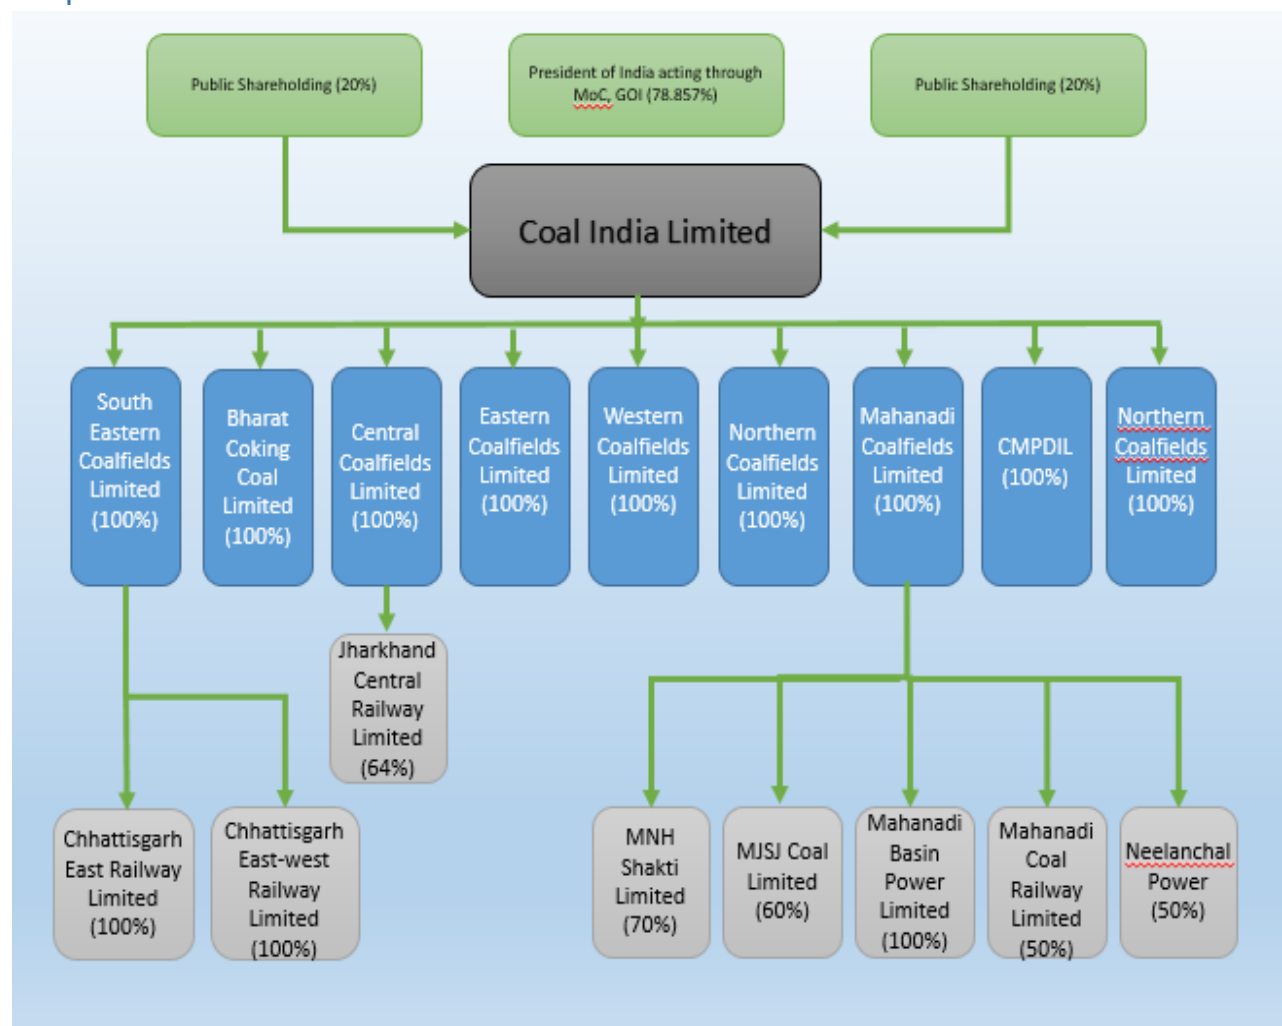 Public Shareholding (20%)
President of India acting through
MoC, GOI (78.857%)
Public Shareholding (20%)
Coal India Limited
South
Eastern
Coalfields
Limited
(100%)
Bharat
Coking
Coal
Limited
(100%)
Central
Coalfields
Limited
(100%)
Eastern
Coalfields
Limited
(100%)
Western
Coalfields
Limited
(100%)
Northern
Coalfields
Limited
(100%)
Mahanadi
Coalfields
Limited
(100%)
CMPDIL
(100%)
Northern
Coalfields
Limited
(100%)
Jharkhand
Central
Railway
Limited
(64%)
Chhattisgarh
East Railway
Limited
(100%)
Chhattisgarh
East-west
Railway
Limited
(100%)
MNH
Shakti
Limited
(70%)
MJSJ Coal
Limited
(60%)
Mahanadi
Basin
Power
Limited
(100%)
Mahanadi
Coal
Railway
Limited
(50%)
Neelanchal
Power
(50%)